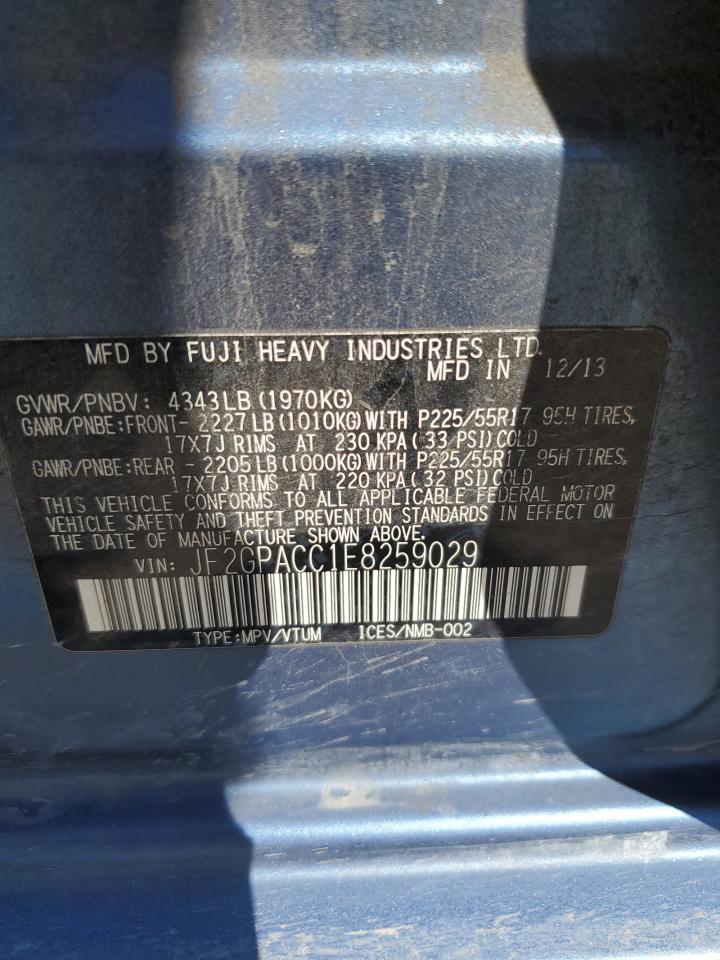 MFD BY FUJI HEAVY INDUSTRIES LTD.
MFD IN 12/13
GVWR/PNBV: 4343LB(1970KG)
GAWR/PNBE:FRONT- 2227LB(1010KG)WITH P225/55R17 95H TIRES,
17X7J RIMS AT 230 KPA(33 PSI)COLD
GAWR/PNBE:REAR - 2205LB(1000KG)WITH P225/55R17 95H TIRES,
17X7J RIMS AT 220 KPA(32 PSI)COLD
THIS VEHICLE CONFORMS TO ALL APPLICABLE FEDERAL MOTOR
VEHICLE SAFETY AND THEFT PREVENTION STANDARDS IN EFFECT ON
THE DATE OF MANUFACTURE SHOWN ABOVE.
VIN: JF2GPACC1E8259029
TYPE:MPV/VTUM ICES/NMB-002